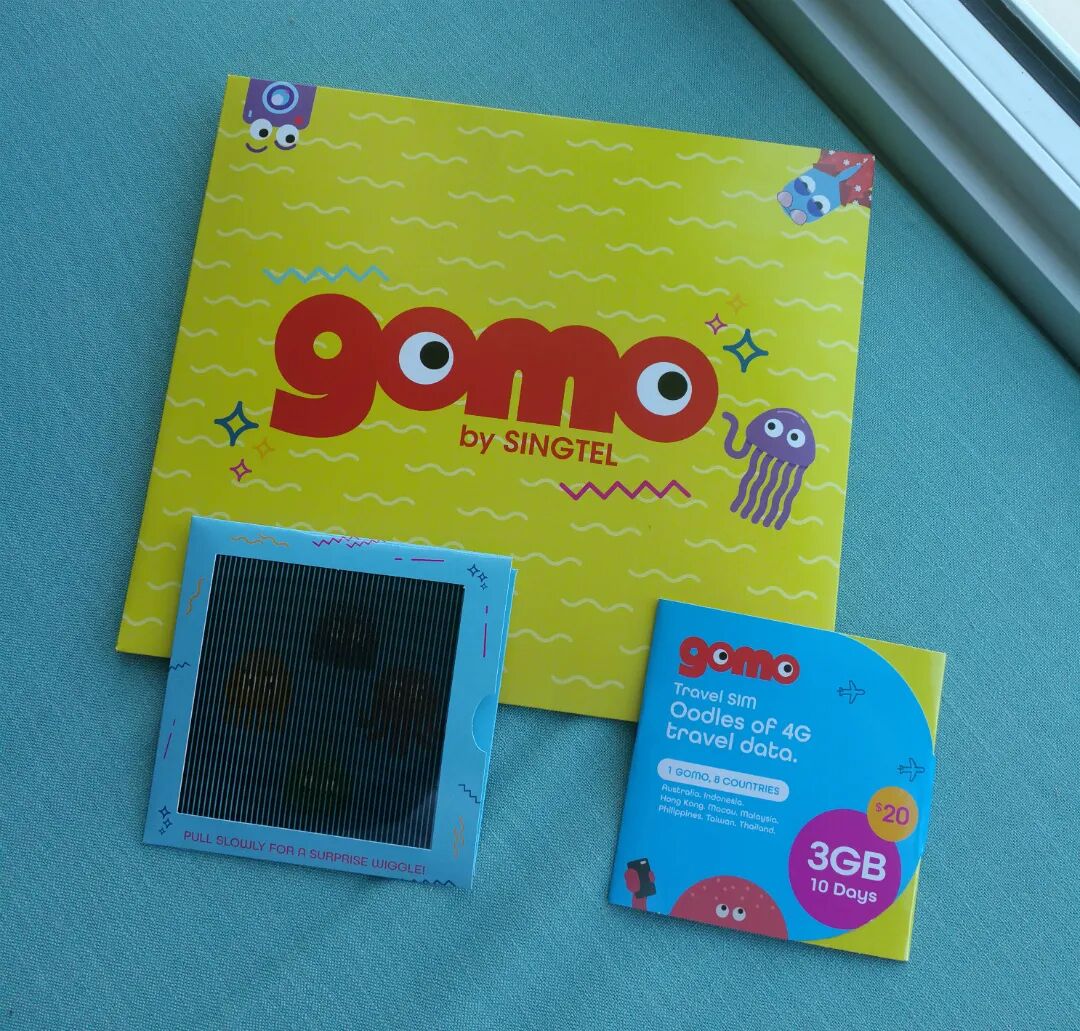 gomo
by SINGTEL
PULL SLOWLY FOR A SURPRISE WIGGLE!
gomo
Travel SIM
Oodles of 4G
travel data.
1 GOMO, 8 COUNTRIES
Australia. Indonesia.
Hong Kong. Macau. Malaysia.
Philippines. Taiwan. Thailand.
$20
3GB
10 Days